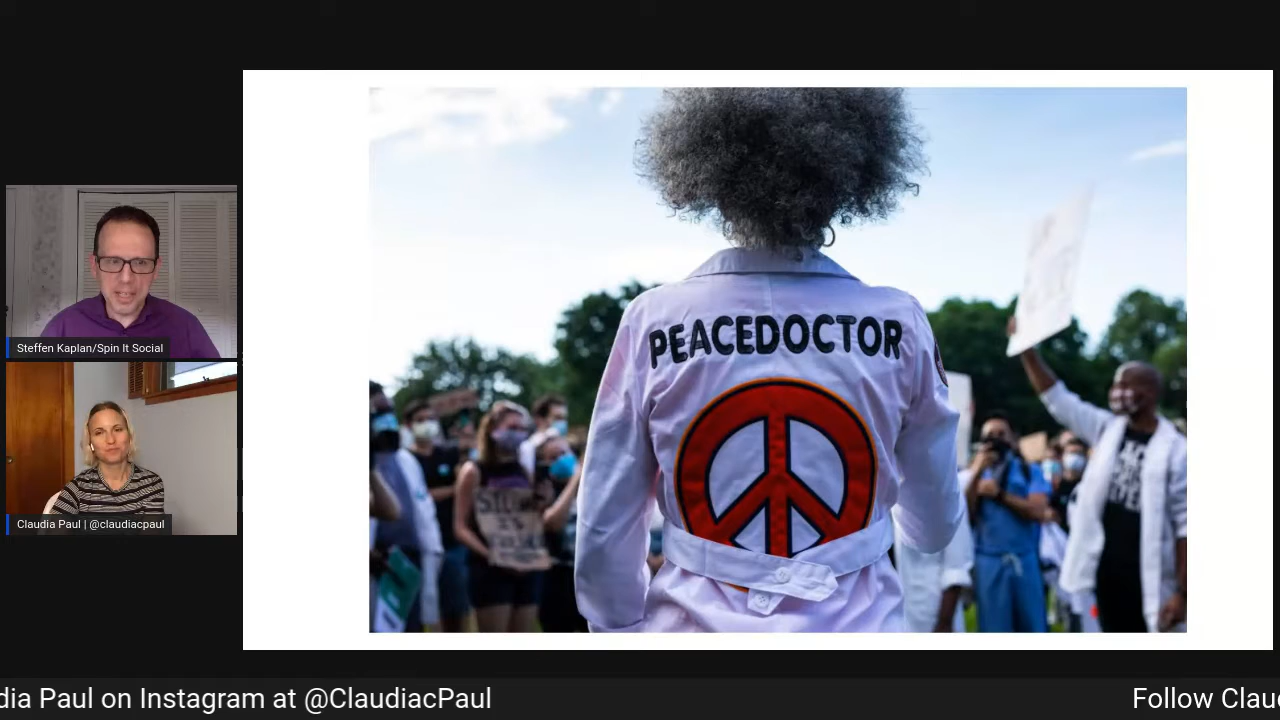 PEACEDOCTOR
Steffen Kaplan/Spin It Social
Claudia Paul | @claudiacpaul
dia Paul on Instagram at @ClaudiacPaul
Follow Clau